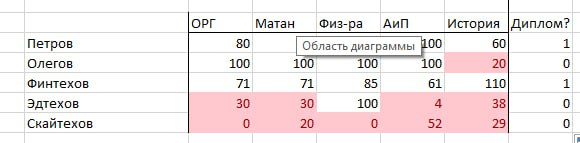 ОРГ Матан Физ-ра АиП История Диплом?
Петров 80 100 60 1
Область диаграммы
Олегов 100 100 100 100 20 0
Финтехов 71 71 85 61 110 1
Эдтехов 30 30 100 4 38 0
Скайтехов 0 20 0 52 29 0